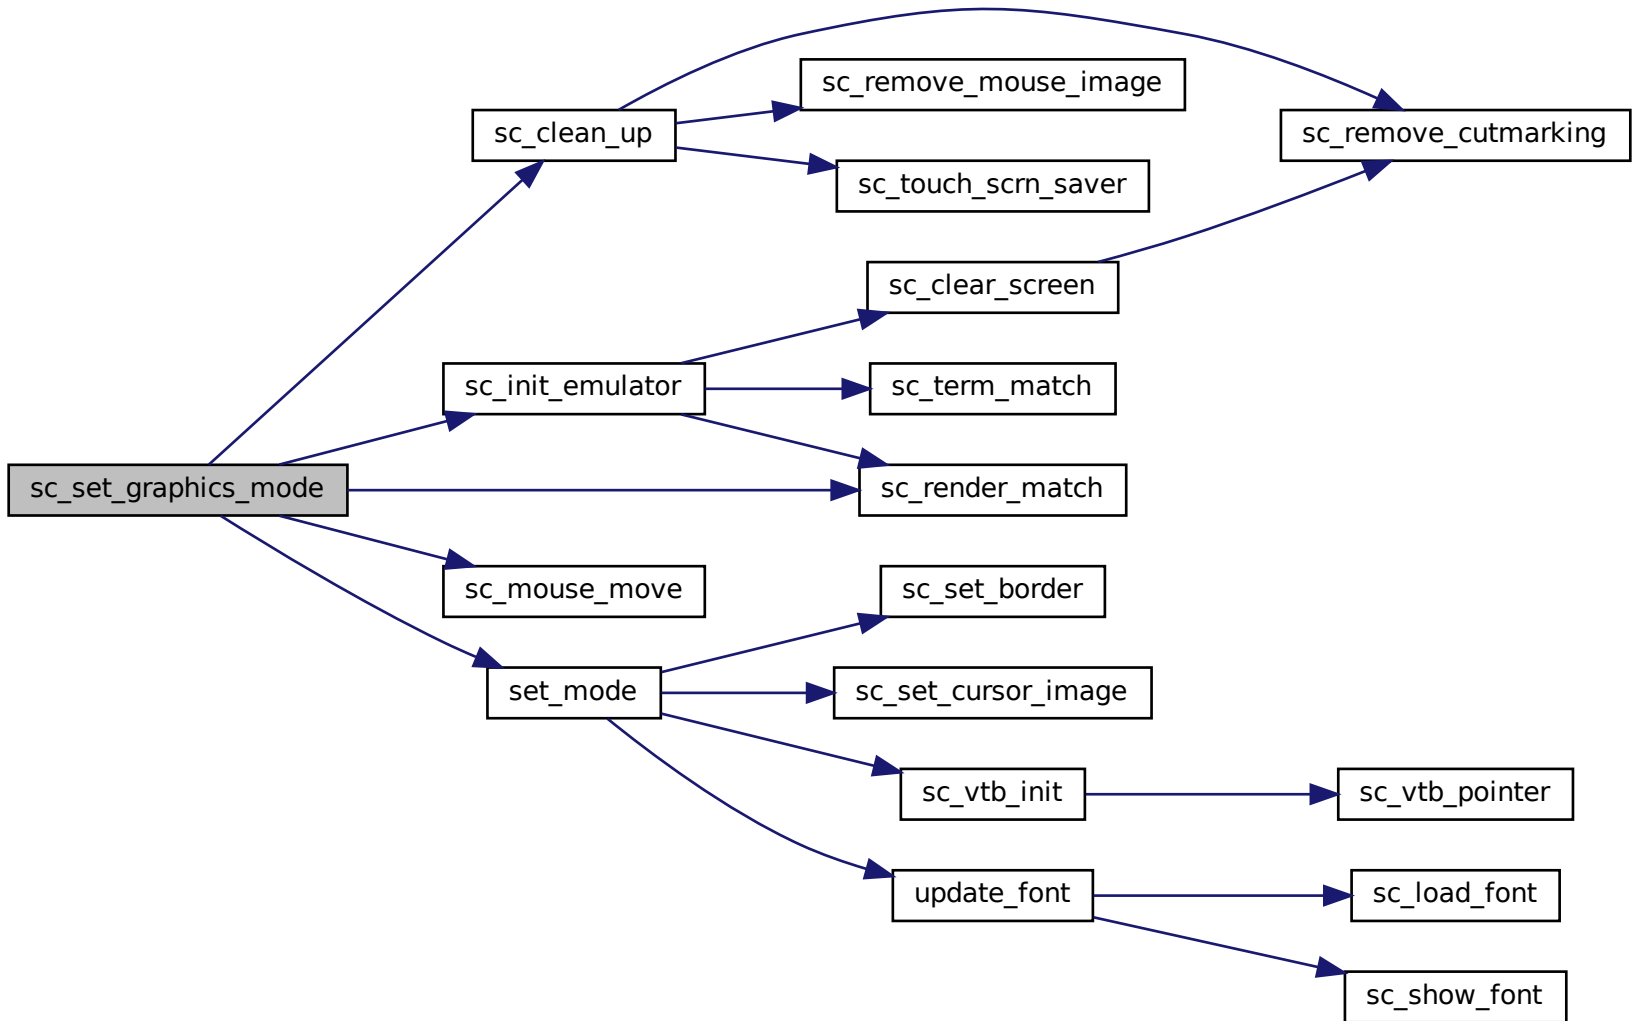 sc_remove_mouse_image
sc_clean_up
sc_remove_cutmarking
sc_touch_scrn_saver
sc_clear_screen
sc_init_emulator
sc_term_match
sc_set_graphics_mode
sc_render_match
sc_mouse_move
sc_set_border
set_mode
sc_set_cursor_image
sc_vtb_init
sc_vtb_pointer
update_font
sc_load_font
sc_show_font